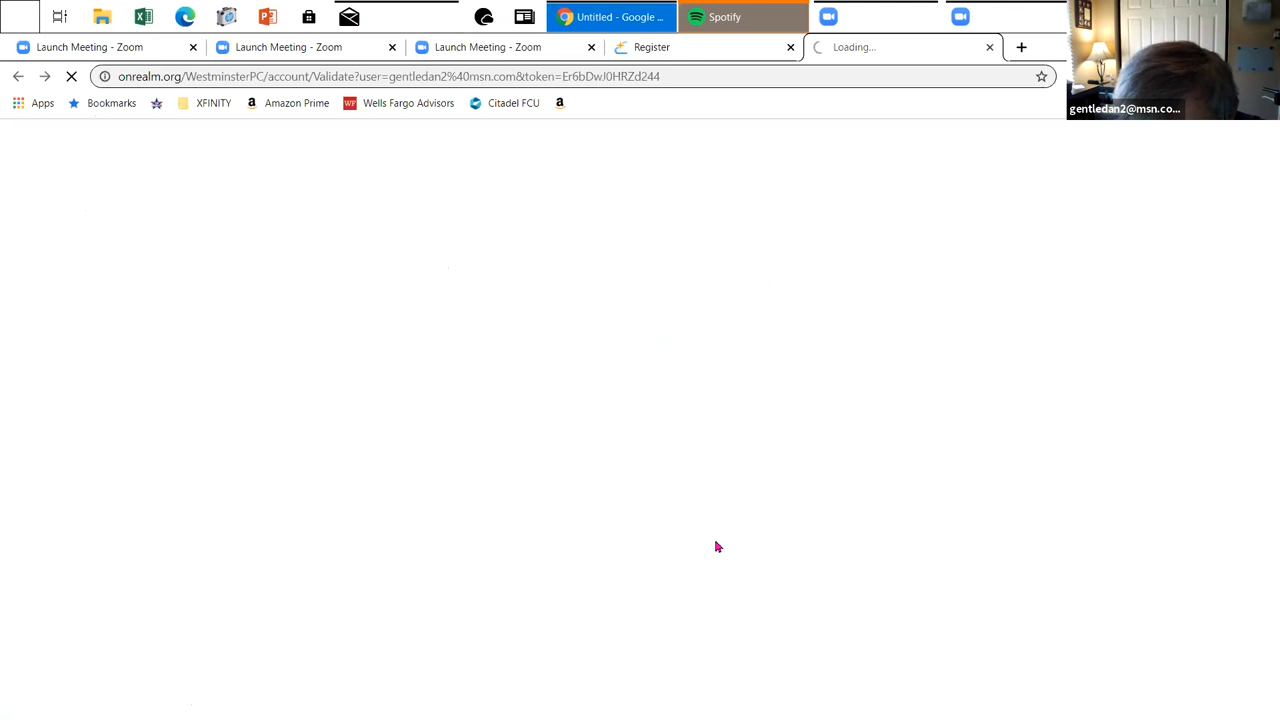 Untitled - Google ...
Spotify
Launch Meeting - Zoom
Launch Meeting - Zoom
Launch Meeting - Zoom
Register
Loading...
onrealm.org/WestminsterPC/account/Validate?user=gentledan2%40msn.com&token=Er6bDwJ0HRZd244
Apps
Bookmarks
XFINITY
Amazon Prime
WF Wells Fargo Advisors
Citadel FCU
gentledan2@msn.co...